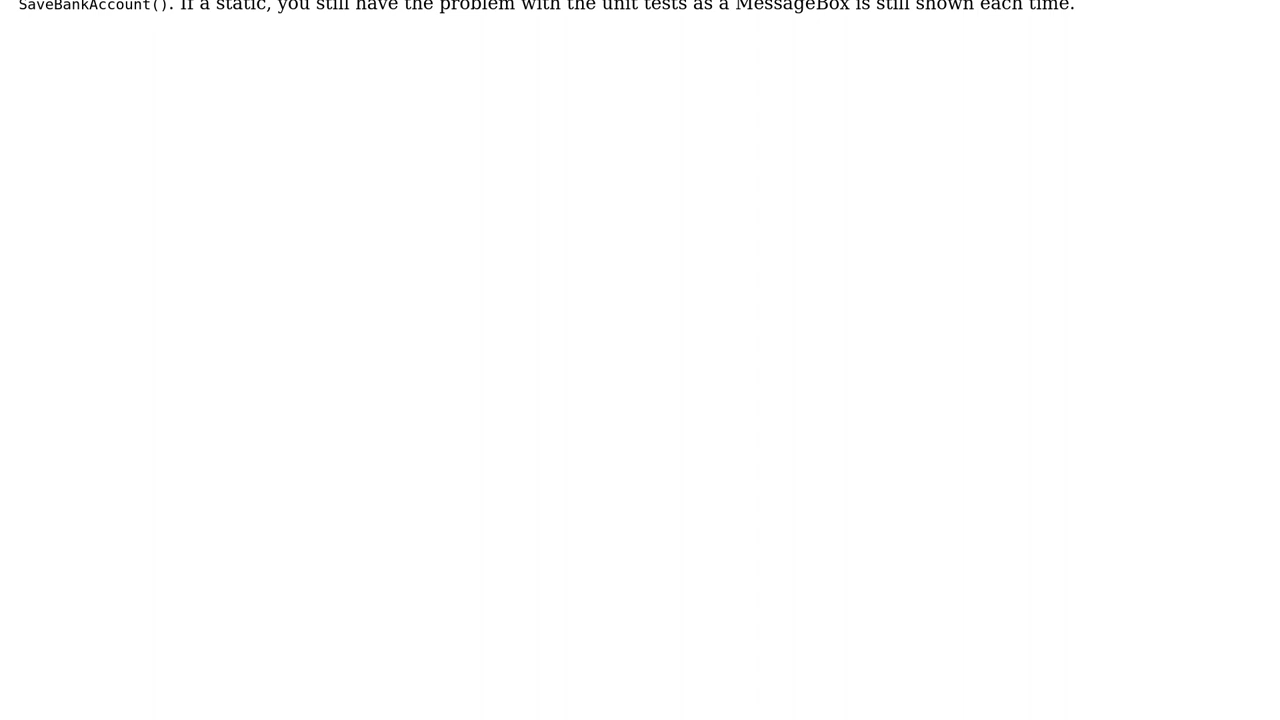 SaveBankAccount(). If a static, you still have the problem with the unit tests as a MessageBox is still shown each time.